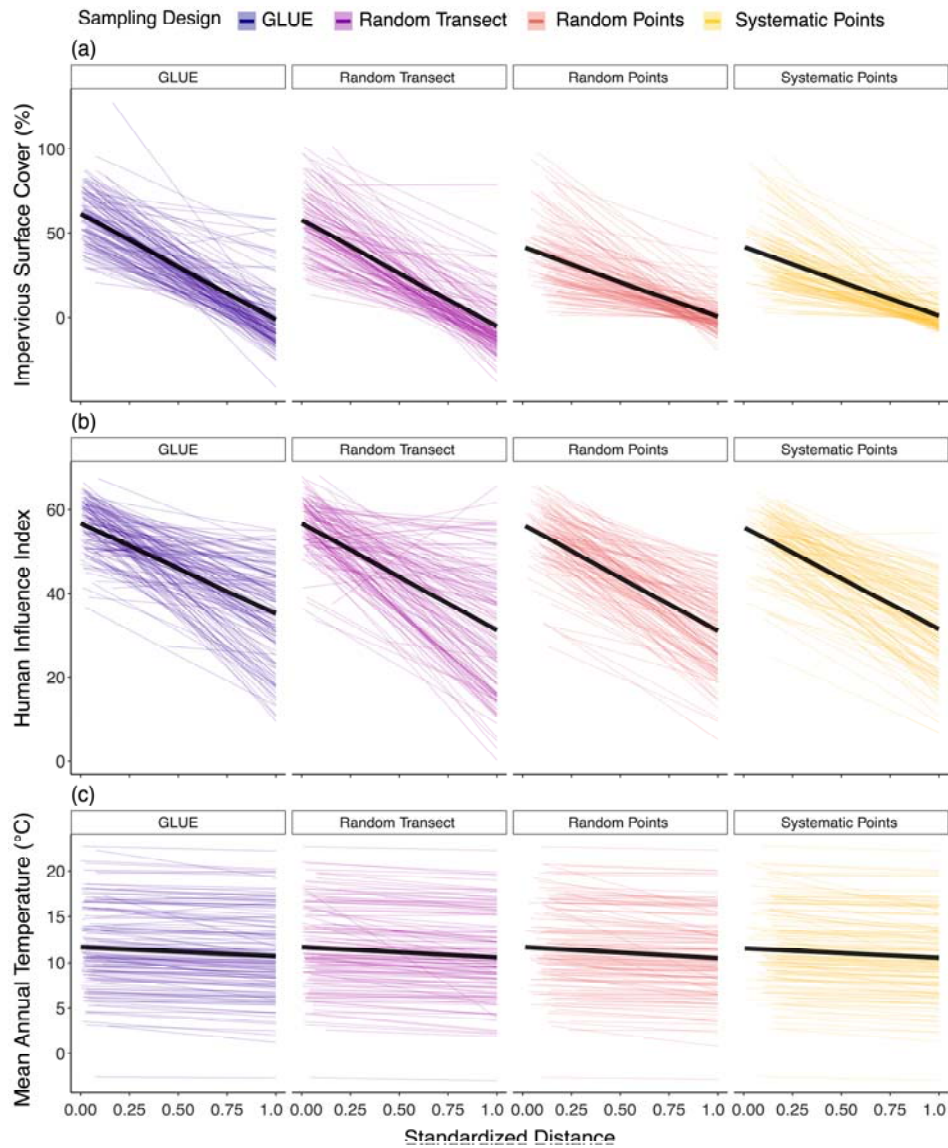 Sampling Design GLUE Random Transect Random Points Systematic Points
(a)
GLUE Random Transect Random Points Systematic Points
Impervious Surface Cover (%)
100
50
0
(b)
GLUE Random Transect Random Points Systematic Points
Human Influence Index
60
40
20
0
(c)
GLUE Random Transect Random Points Systematic Points
Mean Annual Temperature (°C)
20
15
10
5
0
0.00 0.25 0.50 0.75 1.0 0.00 0.25 0.50 0.75 1.0 0.00 0.25 0.50 0.75 1.0 0.00 0.25 0.50 0.75 1.0
Standardized Distance